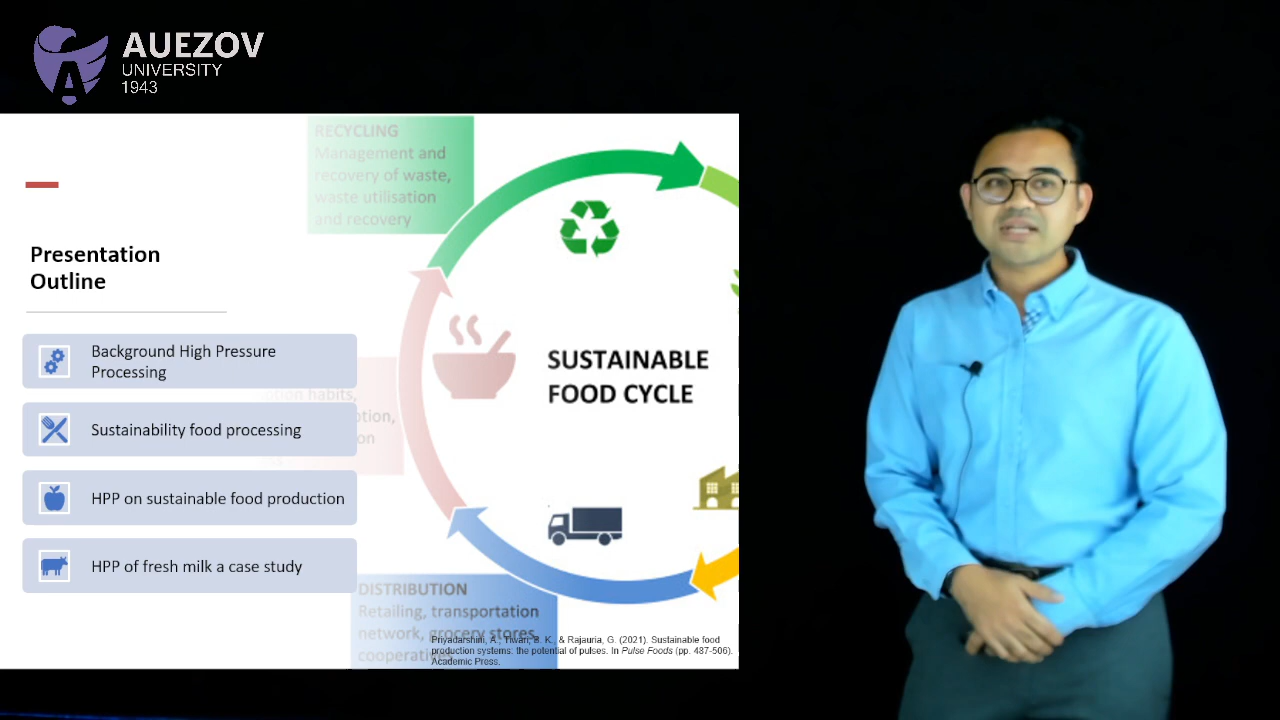 AUEZOV
UNIVERSITY
1943
RECYCLING
Management and
recovery of waste,
waste utilisation
and recovery
Presentation
Outline
Background High Pressure
Processing
Sustainability food processing
HPP on sustainable food production
HPP of fresh milk a case study
habits,
SUSTAINABLE
FOOD CYCLE
DISTRIBUTION
Retailing, transportation
network, grocery stores,
cooperatives
Priyadarshini, A., Tiwari, B. K., & Rajauria, G. (2021). Sustainable food
production systems: the potential of pulses. In Pulse Foods (pp. 487-506).
Academic Press.